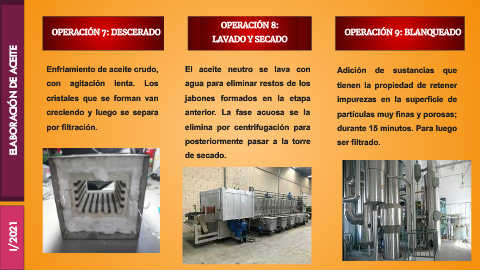 ELABORACIÓN DE ACEITE
I/2021
OPERACIÓN 7: DESCERADO
Enfriamiento de aceite crudo,
con agitación lenta. Los
cristales que se forman van
creciendo y luego se separa
por filtración.
OPERACIÓN 8:
LAVADO Y SECADO
El aceite neutro se lava con
agua para eliminar restos de los
jabones formados en la etapa
anterior. La fase acuosa se la
elimina por centrifugación para
posteriormente pasar a la torre
de secado.
OPERACIÓN 9: BLANQUEADO
Adición de sustancias que
tienen la propiedad de retener
impurezas en la superficie de
partículas muy finas y porosas;
durante 15 minutos. Para luego
ser filtrado.